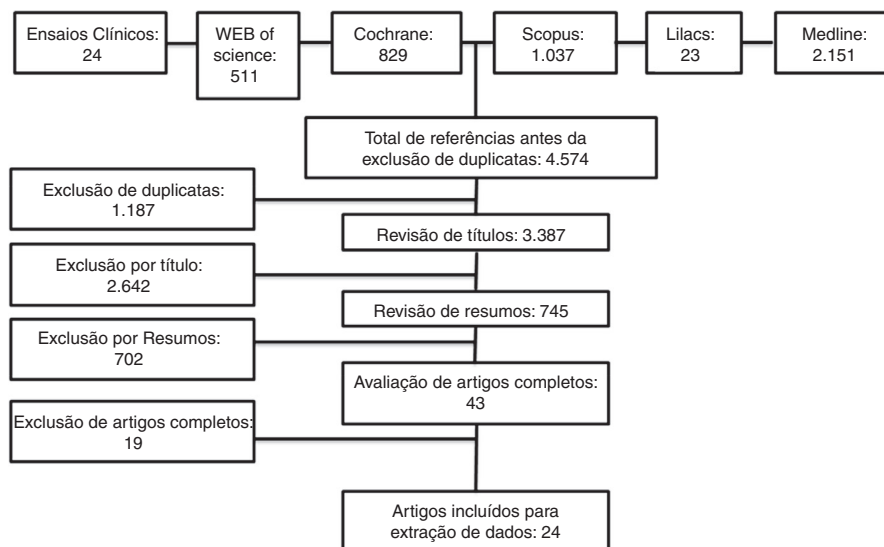 Ensaios Clínicos:
24
WEB of
science:
511
Cochrane:
829
Scopus:
1.037
Lilacs:
23
Medline:
2.151
Total de referências antes da
exclusão de duplicatas: 4.574
Exclusão de duplicatas:
1.187
Revisão de títulos: 3.387
Exclusão por título:
2.642
Revisão de resumos: 745
Exclusão por Resumos:
702
Avaliação de artigos completos:
43
Exclusão de artigos completos:
19
Artigos incluídos para
extração de dados: 24